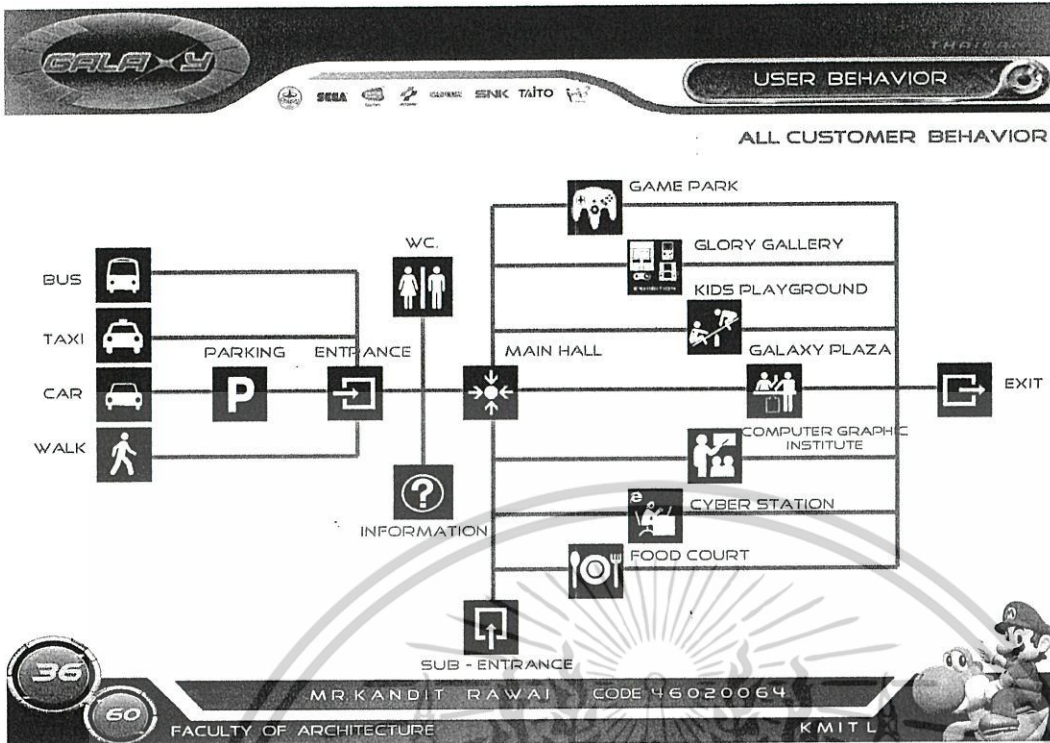 GALAXY
SEGA SNK TAITO
USER BEHAVIOR
ALL CUSTOMER BEHAVIOR
GAME PARK
WC.
GLORY GALLERY
EXHIBITION
BUS
KIDS PLAYGROUND
TAXI
PARKING
P
ENTRANCE
MAIN HALL
GALAXY PLAZA
CAR
EXIT
WALK
COMPUTER GRAPHIC
INSTITUTE
?
e
CYBER STATION
INFORMATION
FOOD COURT
SUB - ENTRANCE
36
60
MR.KANDIT RAWAI CODE 46020064
FACULTY OF ARCHITECTURE
KMITL